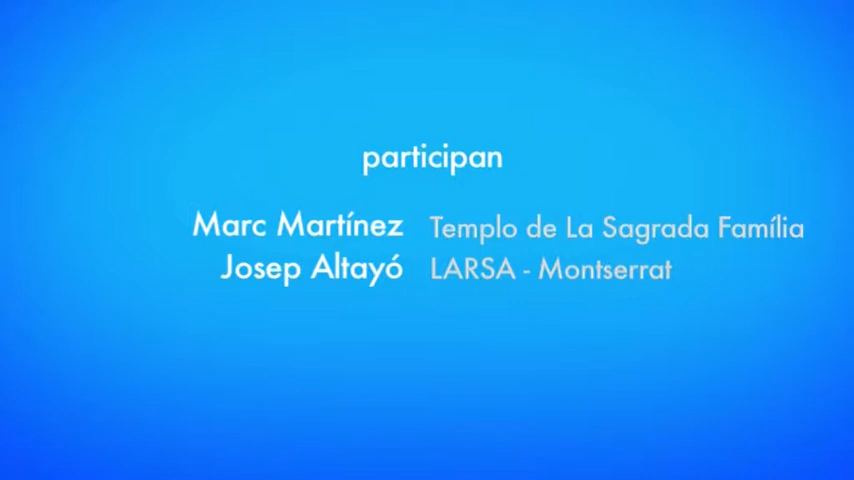 participan
Marc Martínez Templo de La Sagrada Família
Josep Altayó LARSA - Montserrat